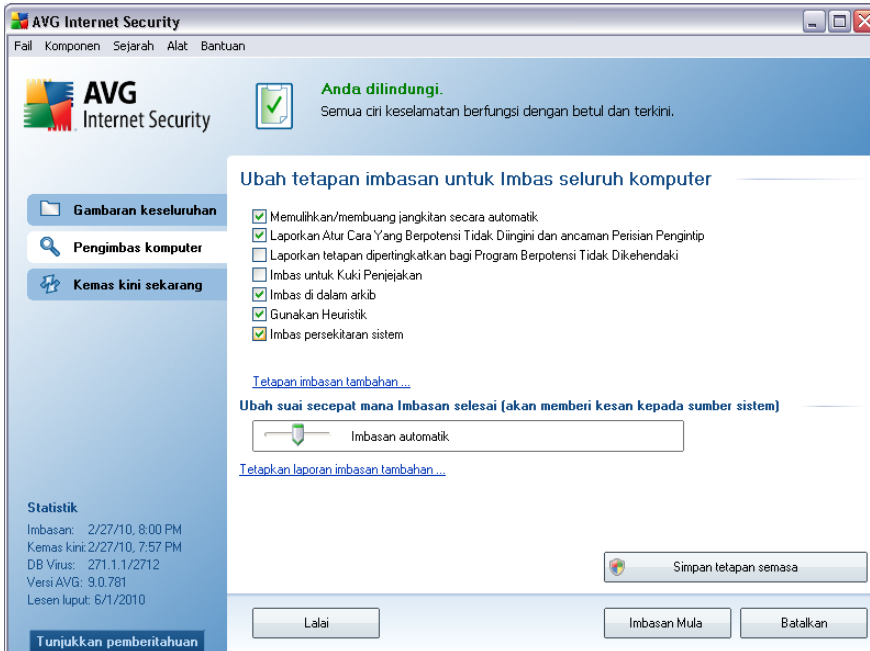 AVG Internet Security
Fail Komponen Sejarah Alat Bantuan
AVG
Internet Security
Anda dilindungi.
Semua ciri keselamatan berfungsi dengan betul dan terkini.
Gambaran keseluruhan
Pengimbas komputer
Kemas kini sekarang
Ubah tetapan imbasan untuk Imbas seluruh komputer
Memulihkan/membuang jangkitan secara automatik
Laporkan Atur Cara Yang Berpotensi Tidak Diingini dan ancaman Perisian Pengintip
Laporkan tetapan dipertingkatkan bagi Program Berpotensi Tidak Dikehendaki
Imbas untuk Kuki Penjejakan
Imbas di dalam arkib
Gunakan Heuristik
Imbas persekitaran sistem
Tetapan imbasan tambahan ...
Ubah suai secepat mana Imbasan selesai (akan memberi kesan kepada sumber sistem)
Imbasan automatik
Tetapkan laporan imbasan tambahan ...
Statistik
Imbasan: 2/27/10, 8:00 PM
Kemas kini: 2/27/10, 7:57 PM
DB Virus: 271.1.1/2712
Versi AVG: 9.0.781
Lesen luput: 6/1/2010
Tunjukkan pemberitahuan
Simpan tetapan semasa
Lalai
Imbasan Mula
Batalkan